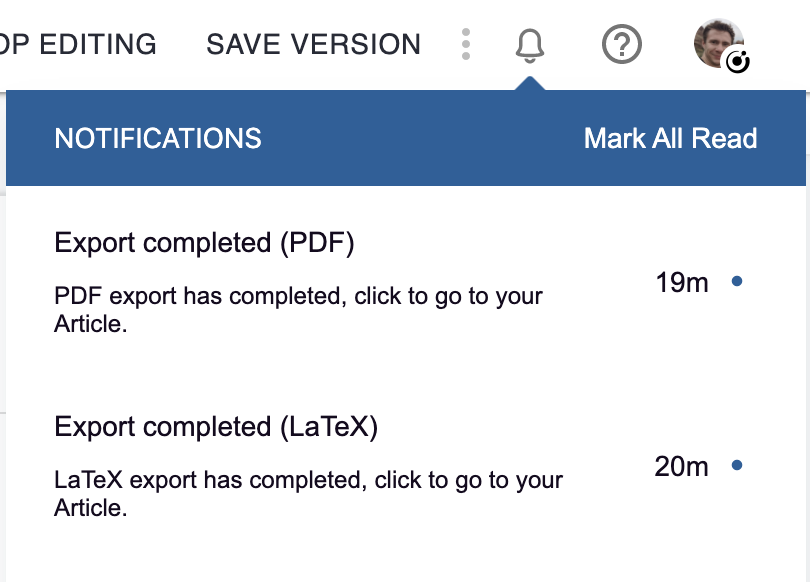 OP EDITING SAVE VERSION
NOTIFICATIONS Mark All Read
Export completed (PDF)
19m
PDF export has completed, click to go to your
Article.
Export completed (LaTeX)
20m
LaTeX export has completed, click to go to your
Article.